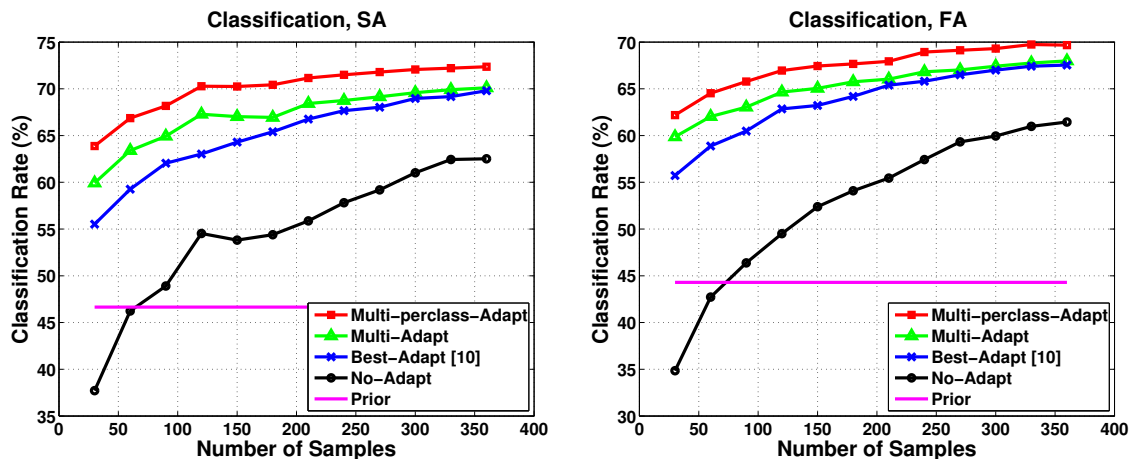 Classification, SA
75
70
65
60
55
50
45
40
35
Classification Rate (%)
0 50 100 150 200 250 300 350 400
Number of Samples
Multi-perclass-Adapt
Multi-Adapt
Best-Adapt [10]
No-Adapt
Prior
Classification, FA
70
65
60
55
50
45
40
35
30
Classification Rate (%)
0 50 100 150 200 250 300 350 400
Number of Samples
Multi-perclass-Adapt
Multi-Adapt
Best-Adapt [10]
No-Adapt
Prior